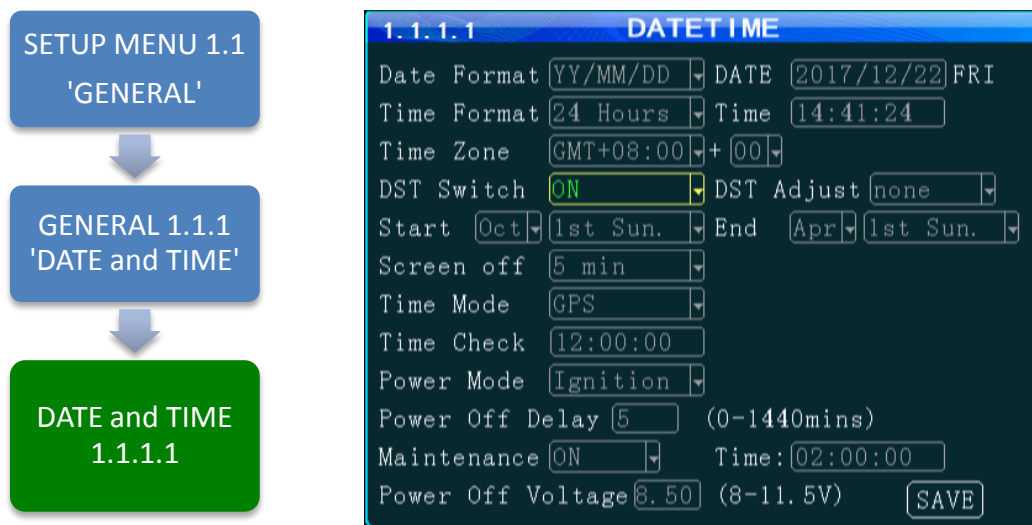 SETUP MENU 1.1
'GENERAL'
GENERAL 1.1.1
'DATE and TIME'
DATE and TIME
1.1.1.1
1.1.1.1 DATETIME
Date Format YY/MM/DD DATE 2017/12/22 FRI
Time Format 24 Hours Time 14:41:24
Time Zone GMT+08:00 + 00
DST Switch ON DST Adjust none
Start Oct 1st Sun. End Apr 1st Sun.
Screen off 5 min
Time Mode GPS
Time Check 12:00:00
Power Mode Ignition
Power Off Delay 5 (0-1440mins)
Maintenance ON Time: 02:00:00
Power Off Voltage 8.50 (8-11.5V) SAVE